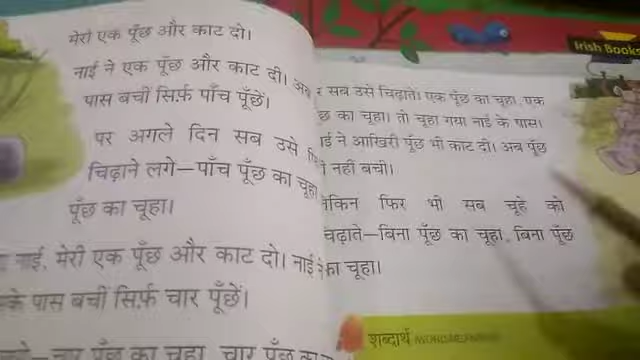 मेरी एक पूँछ और काट दो।
नाई ने एक पूँछ और काट दी। अब
पास बचीं सिर्फ़ पाँच पूँछें।
पर अगले दिन सब उसे
चिढ़ाने लगे—पाँच पूँछ का चूहा
पूँछ का चूहा।
नाई, मेरी एक पूँछ और काट दो। नाई ने
के पास बचीं सिर्फ़ चार पूँछें।
पूँछ का चूहा, चार पूँछ का
Irish Books
सब उसे चिढ़ाते। एक पूँछ का चूहा, एक
का चूहा। तो चूहा गया नाई के पास।
ने आखिरी पूँछ भी काट दी। अब पूँछ
नहीं बची।
फिर भी सब चूहे को
बिना पूँछ का चूहा, बिना पूँछ
का चूहा।
शब्दार्थ